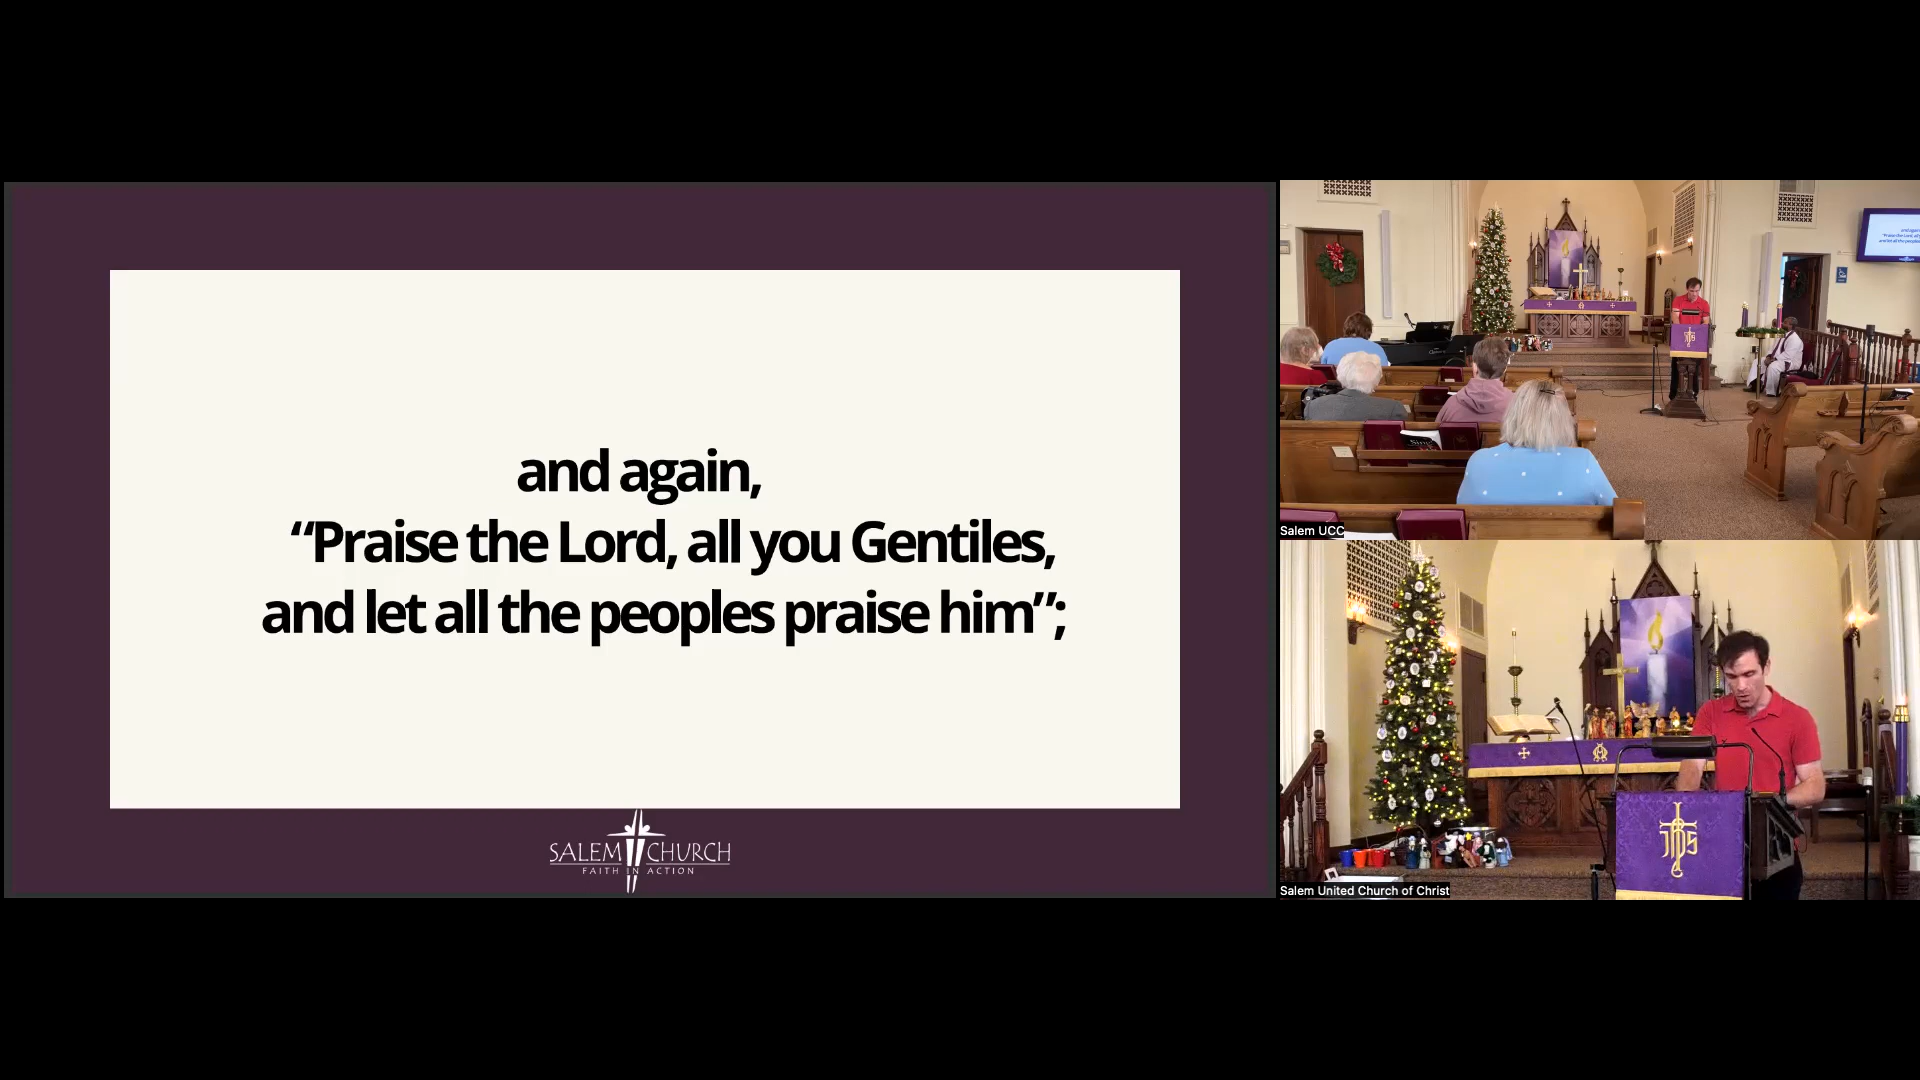 and again,
“Praise the Lord, all you Gentiles,
and let all the peoples praise him”;
SALEM CHURCH
FAITH IN ACTION
Salem UCC
Salem United Church of Christ